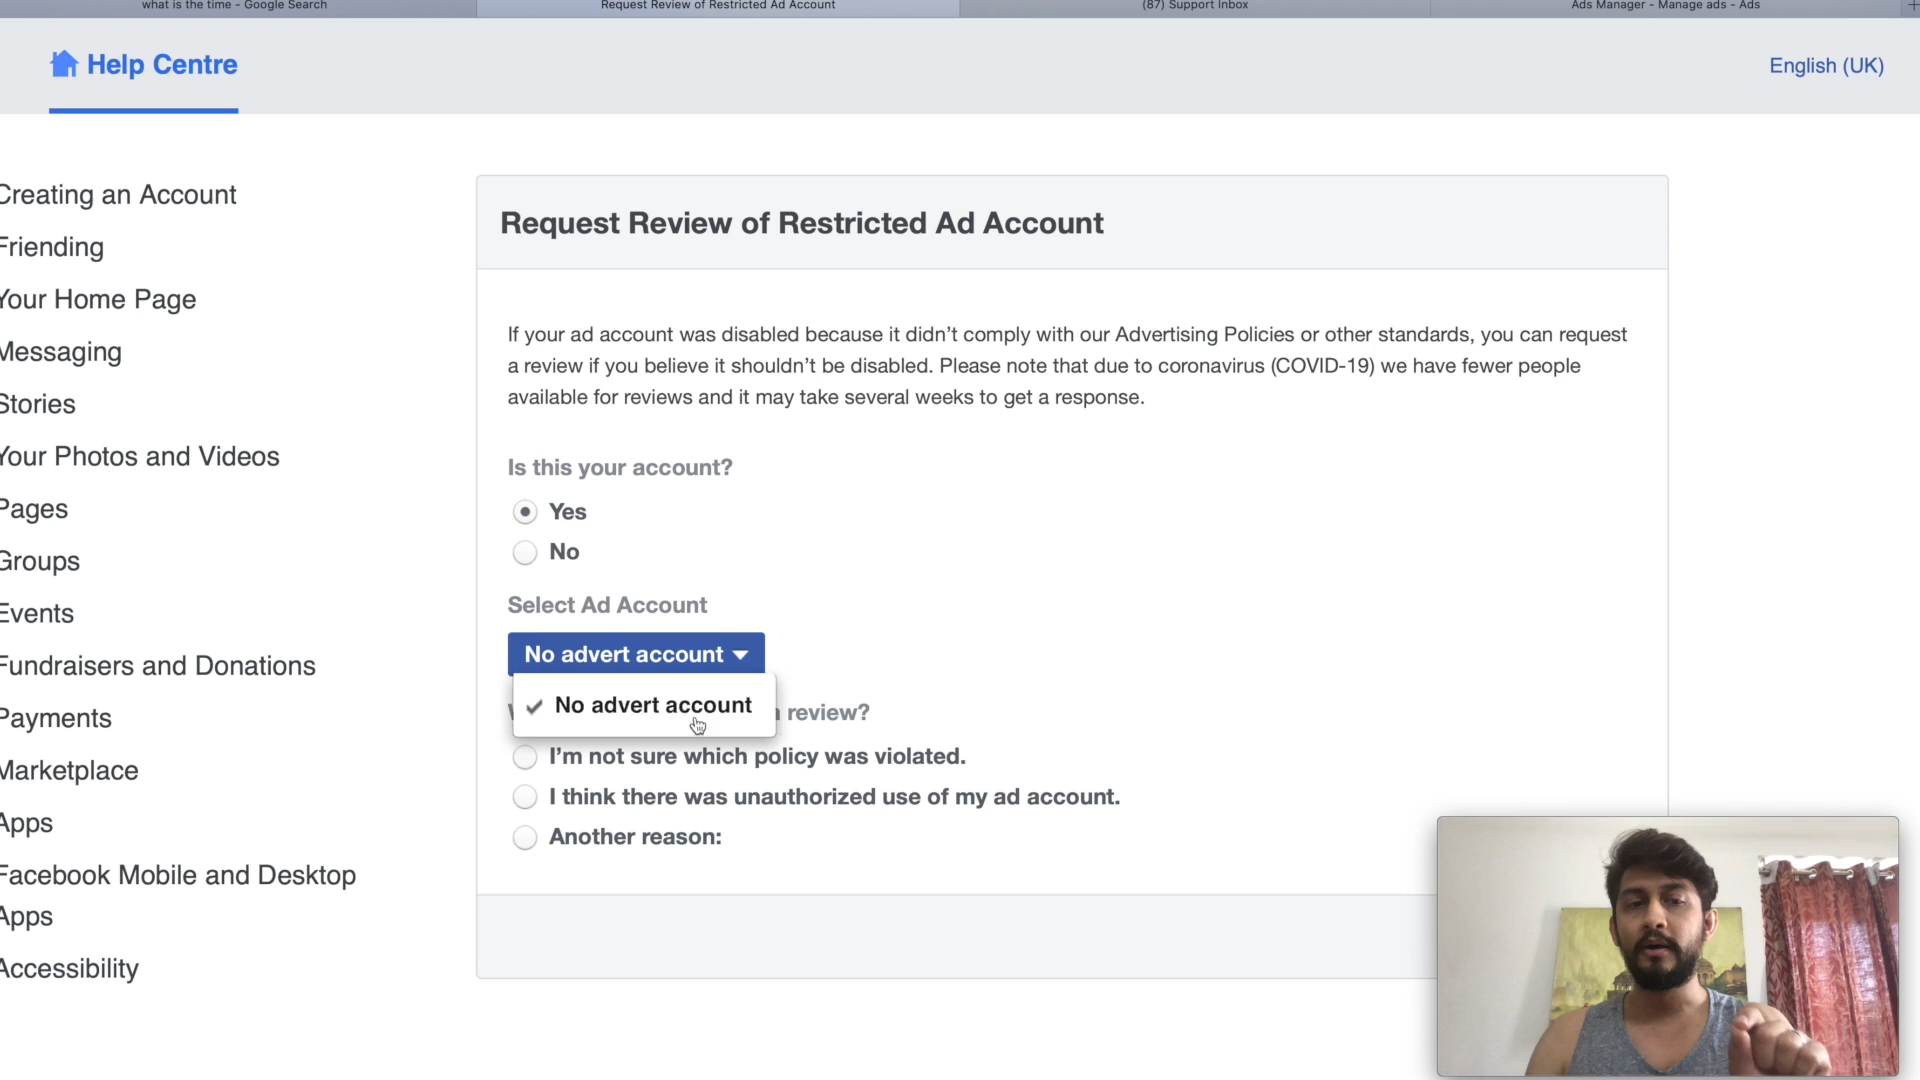 what is the time - Google Search
Request Review of Restricted Ad Account
(87) Support Inbox
Ads Manager - Manage ads - Ads
Help Centre
English (UK)
Creating an Account
Friending
Your Home Page
Messaging
Stories
Your Photos and Videos
Pages
Groups
Events
Fundraisers and Donations
Payments
Marketplace
Apps
Facebook Mobile and Desktop
Apps
Accessibility
Request Review of Restricted Ad Account
If your ad account was disabled because it didn't comply with our Advertising Policies or other standards, you can request
a review if you believe it shouldn't be disabled. Please note that due to coronavirus (COVID-19) we have fewer people
available for reviews and it may take several weeks to get a response.
Is this your account?
Yes
No
Select Ad Account
No advert account
No advert account
review?
I'm not sure which policy was violated.
I think there was unauthorized use of my ad account.
Another reason: